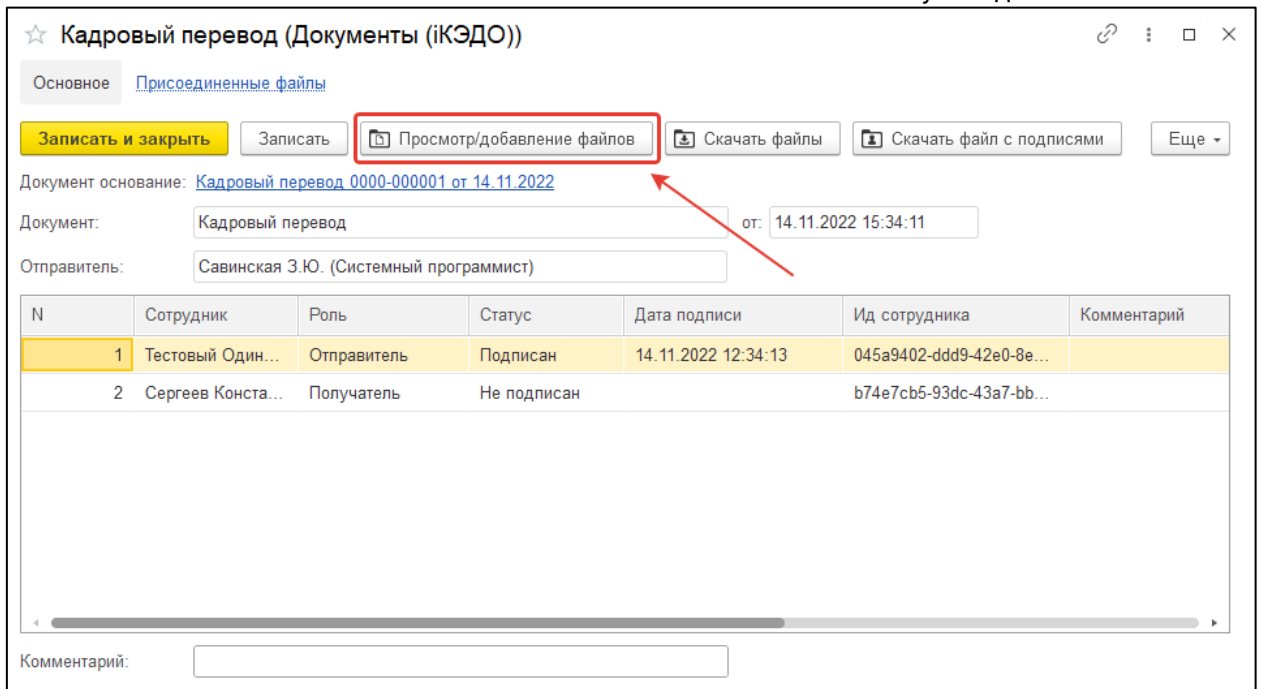 Кадровый перевод (Документы (iКЭДО))
Основное Присоединенные файлы
Записать и закрыть Записать Просмотр/добавление файлов Скачать файлы Скачать файл с подписями Еще
Документ основание: Кадровый перевод 0000-000001 от 14.11.2022
Документ: Кадровый перевод от: 14.11.2022 15:34:11
Отправитель: Савинская З.Ю. (Системный программист)
N Сотрудник Роль Статус Дата подписи Ид сотрудника Комментарий
1 Тестовый Один... Отправитель Подписан 14.11.2022 12:34:13 045a9402-ddd9-42e0-8e...
2 Сергеев Конста... Получатель Не подписан b74e7cb5-93dc-43a7-bb...
Комментарий: